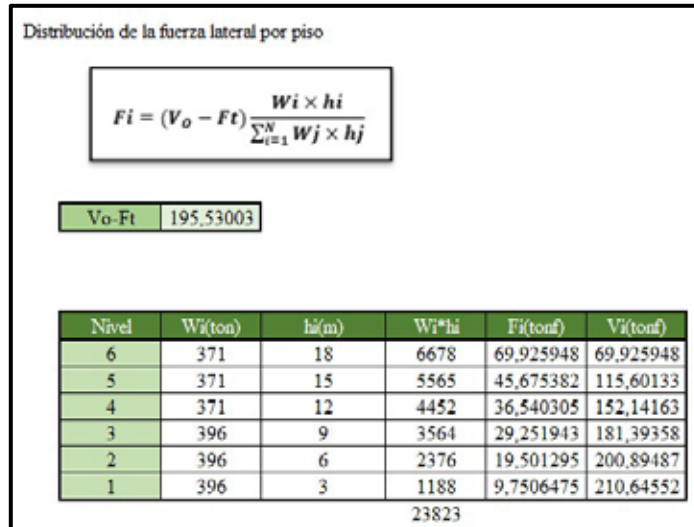 Distribución de la fuerza lateral por piso
Fi = (V_O − Ft) Wi × hi / ∑_{i=1}^{N} Wj × hj
Vo-Ft 195,53003
Nivel Wi(ton) hi(m) Wi*hi Fi(tonf) Vi(tonf)
6 371 18 6678 69,925948 69,925948
5 371 15 5565 45,675382 115,60133
4 371 12 4452 36,540305 152,14163
3 396 9 3564 29,251943 181,39358
2 396 6 2376 19,501295 200,89487
1 396 3 1188 9,7506475 210,64552
23823